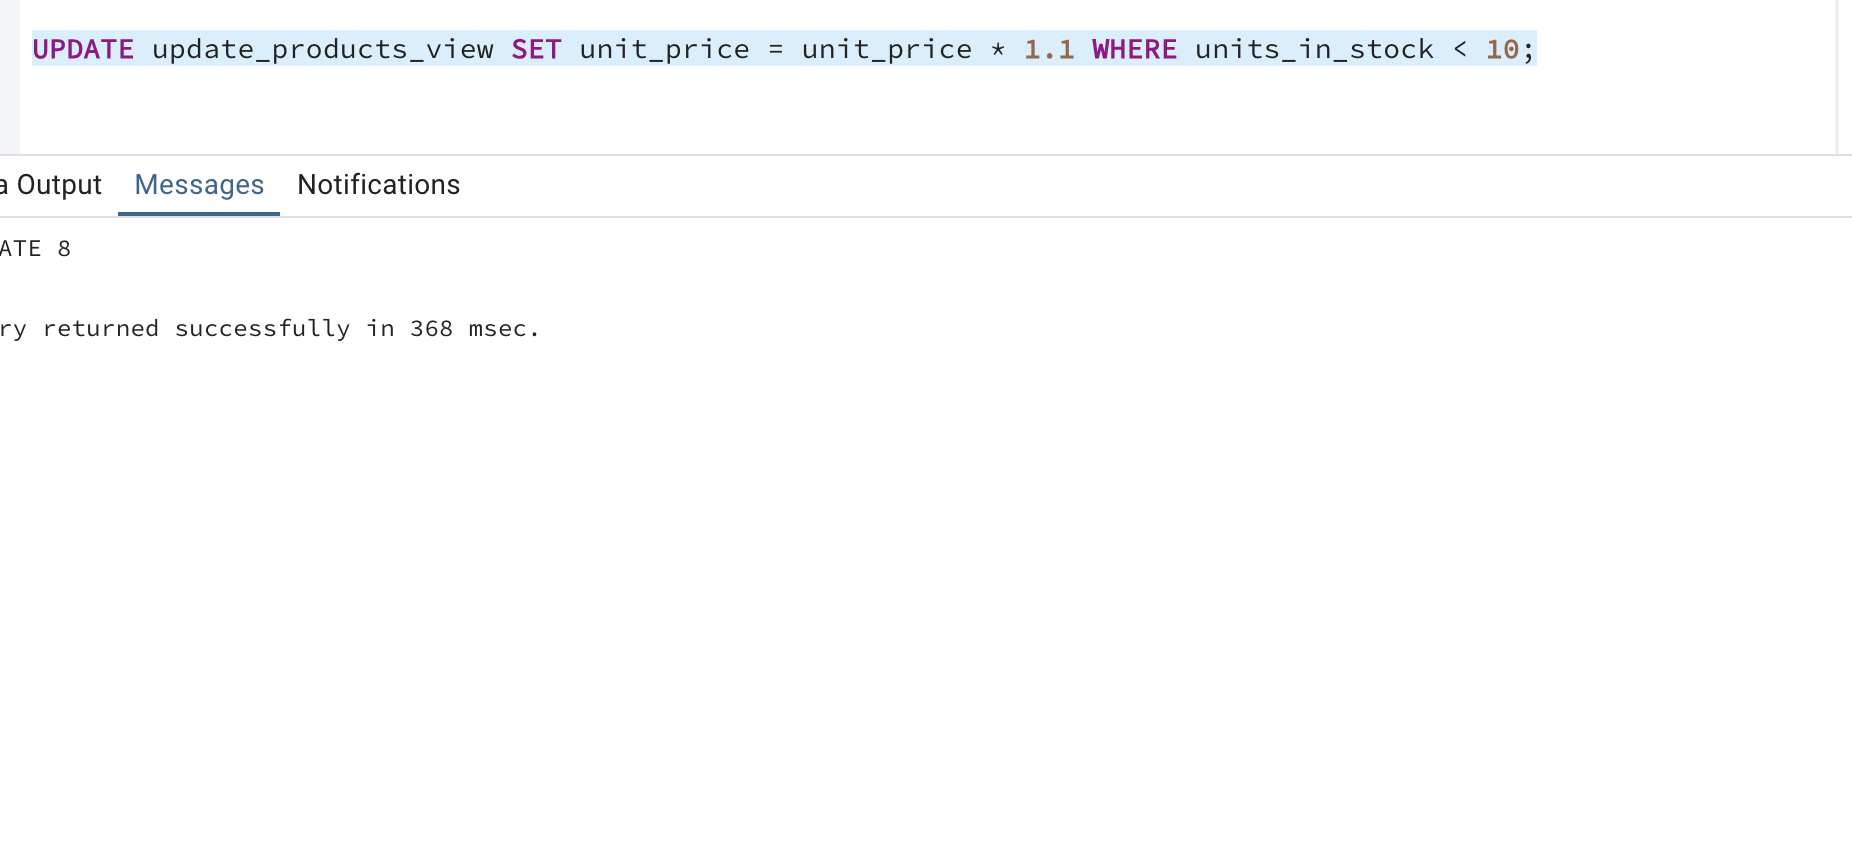 UPDATE update_products_view SET unit_price = unit_price * 1.1 WHERE units_in_stock < 10;
a Output Messages Notifications
ATE 8
ry returned successfully in 368 msec.